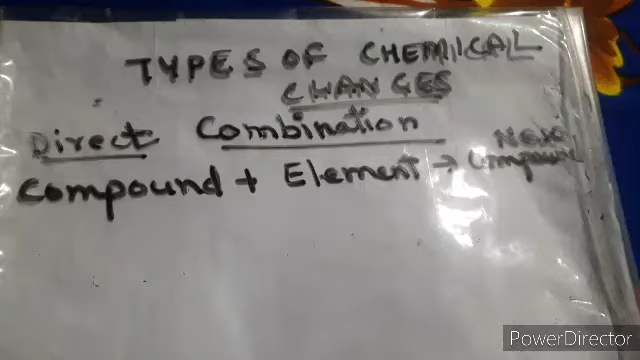 TYPES OF CHEMICAL
CHANGES
Direct Combination
Compound + Element → New Compound
PowerDirector